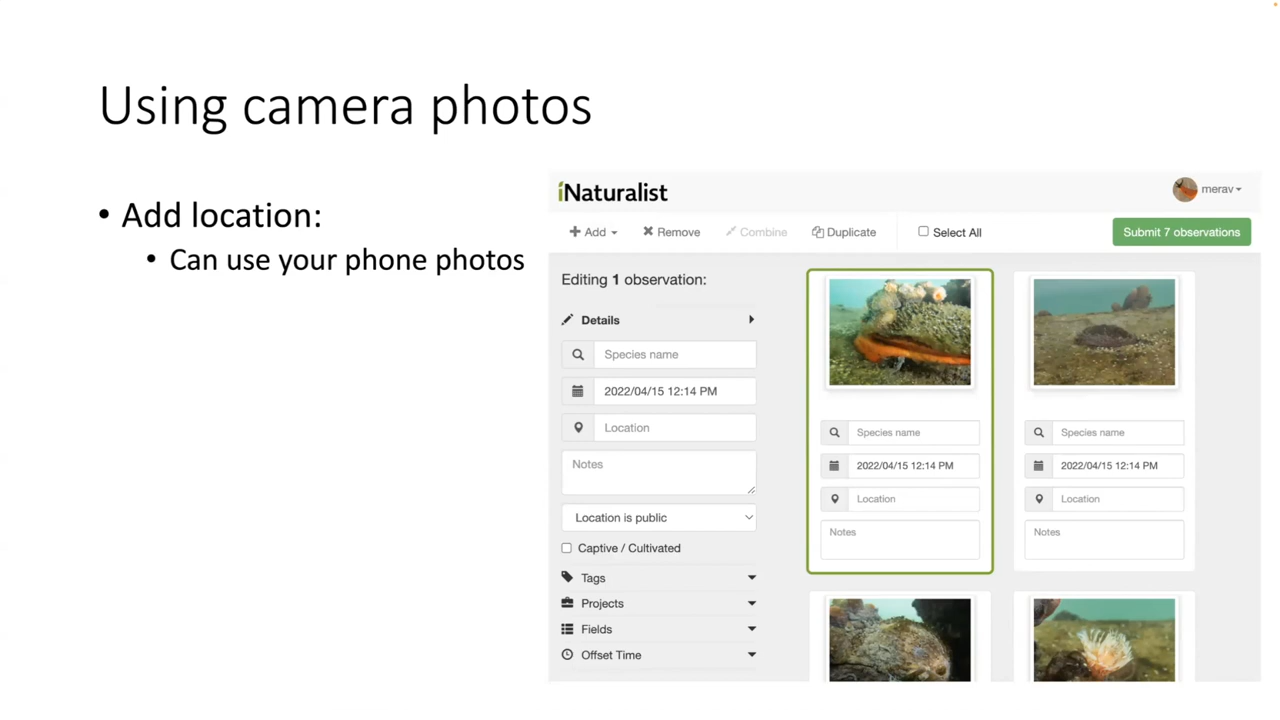 Using camera photos
• Add location:
• Can use your phone photos
iNaturalist
merav
Add
Remove
Combine
Duplicate
Select All
Submit 7 observations
Editing 1 observation:
Details
Species name
2022/04/15 12:14 PM
Location
Notes
Location is public
Captive / Cultivated
Tags
Projects
Fields
Offset Time
Species name
2022/04/15 12:14 PM
Location
Notes
Species name
2022/04/15 12:14 PM
Location
Notes